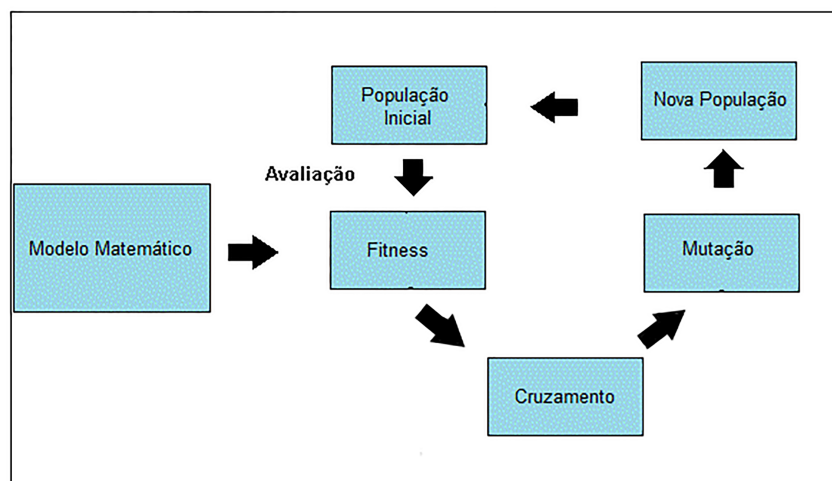 População
Inicial
Nova População
Avaliação
Modelo Matemático
Fitness
Mutação
Cruzamento